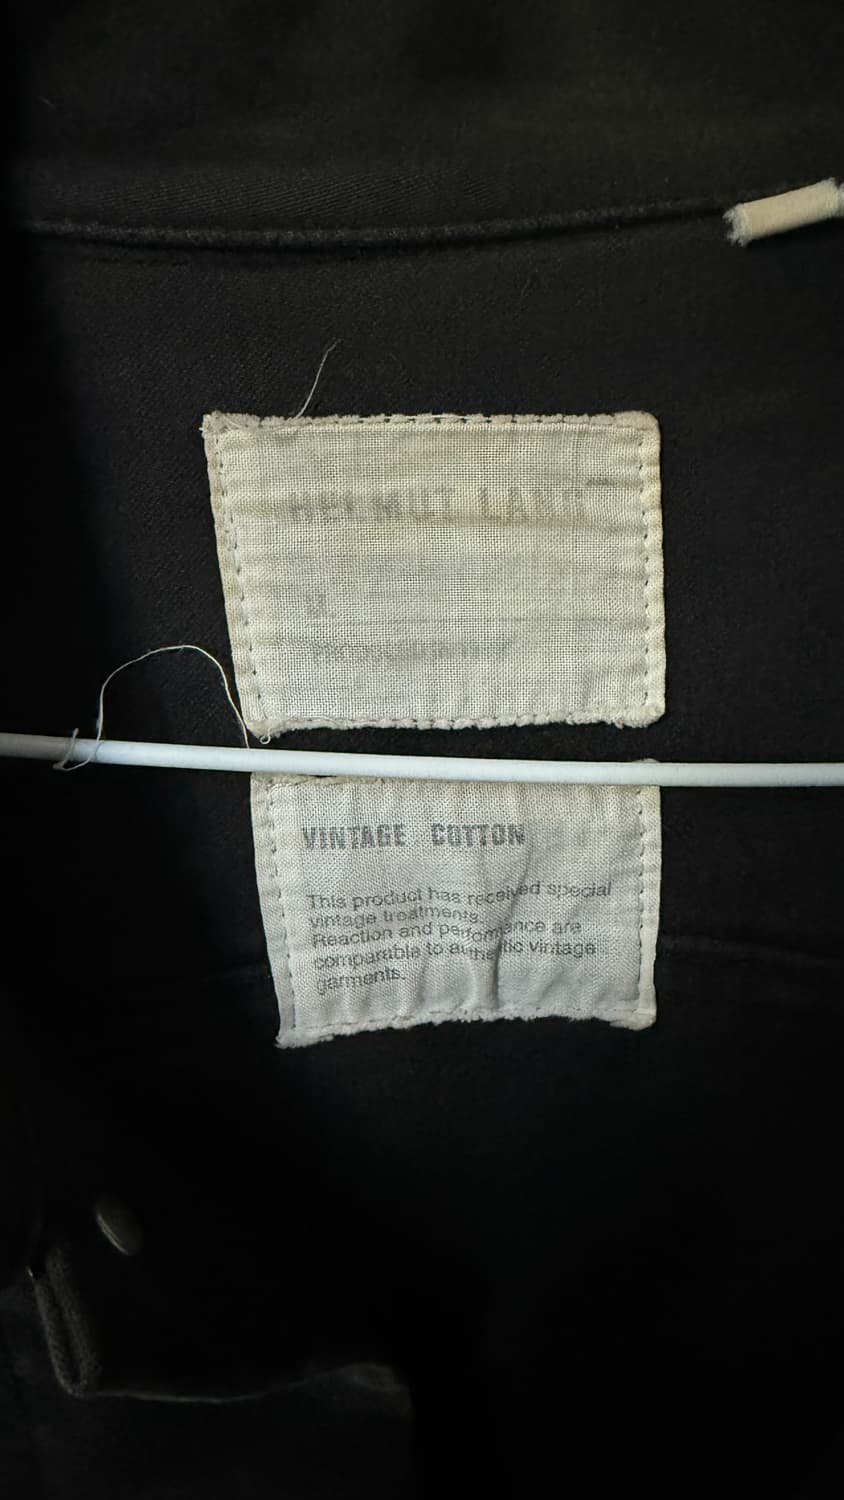 HELMUT LANG
VINTAGE COTTON
This product has received special
vintage treatments.
Reaction and performance are
comparable to authentic vintage
garments.